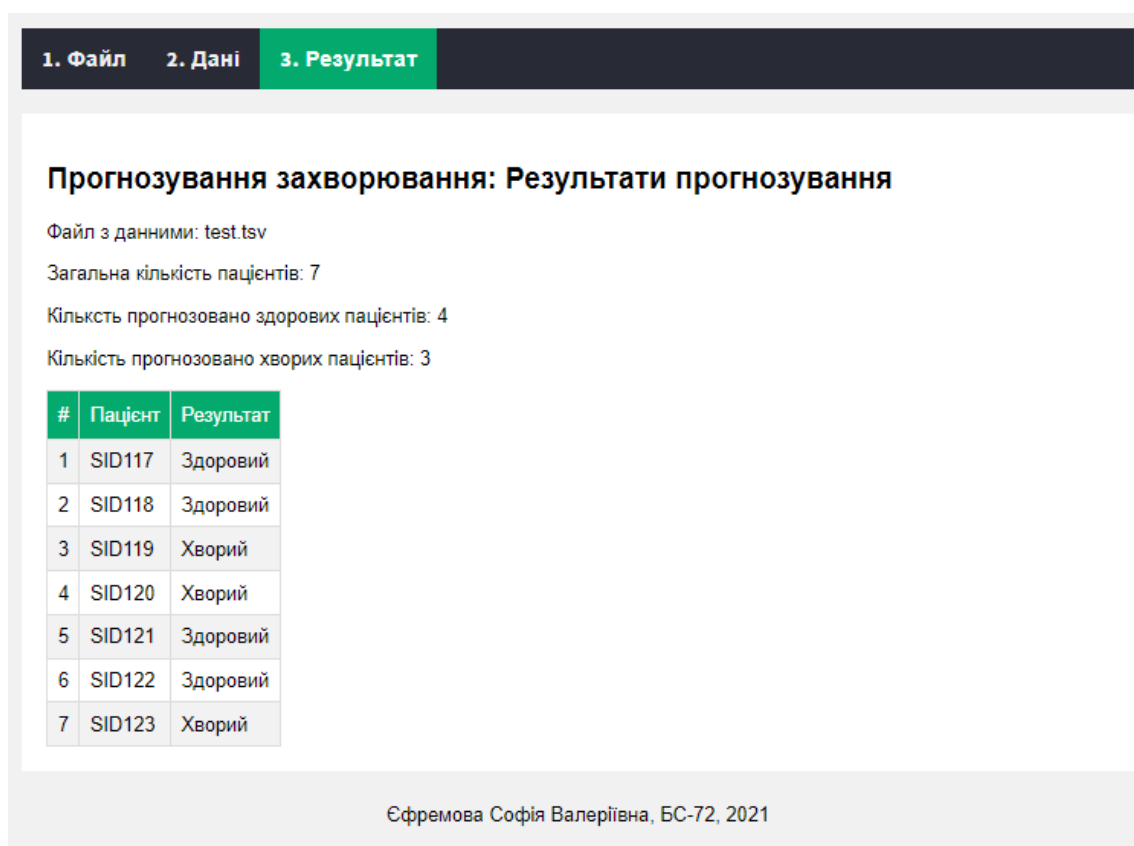 1. Файл 2. Дані 3. Результат
Прогнозування захворювання: Результати прогнозування
Файл з данними: test.tsv
Загальна кількість пацієнтів: 7
Кільксть прогнозовано здорових пацієнтів: 4
Кількість прогнозовано хворих пацієнтів: 3
# Пацієнт Результат
1 SID117 Здоровий
2 SID118 Здоровий
3 SID119 Хворий
4 SID120 Хворий
5 SID121 Здоровий
6 SID122 Здоровий
7 SID123 Хворий
Єфремова Софія Валеріївна, БС-72, 2021